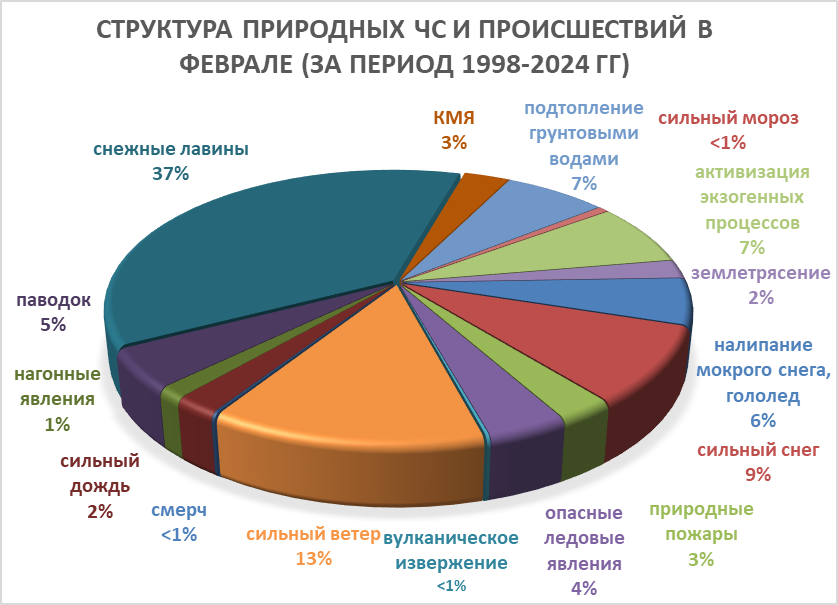 СТРУКТУРА ПРИРОДНЫХ ЧС И ПРОИСШЕСТВИЙ В
ФЕВРАЛЕ (ЗА ПЕРИОД 1998-2024 ГГ)
КМЯ
3%
подтопление
грунтовыми
водами
7%
сильный мороз
<1%
активизация
экзогенных
процессов
7%
землетрясение
2%
налипание
мокрого снега,
гололед
6%
сильный снег
9%
природные
пожары
3%
опасные
ледовые
явления
4%
вулканическое
извержение
<1%
сильный ветер
13%
смерч
<1%
сильный
дождь
2%
нагонные
явления
1%
паводок
5%
снежные лавины
37%